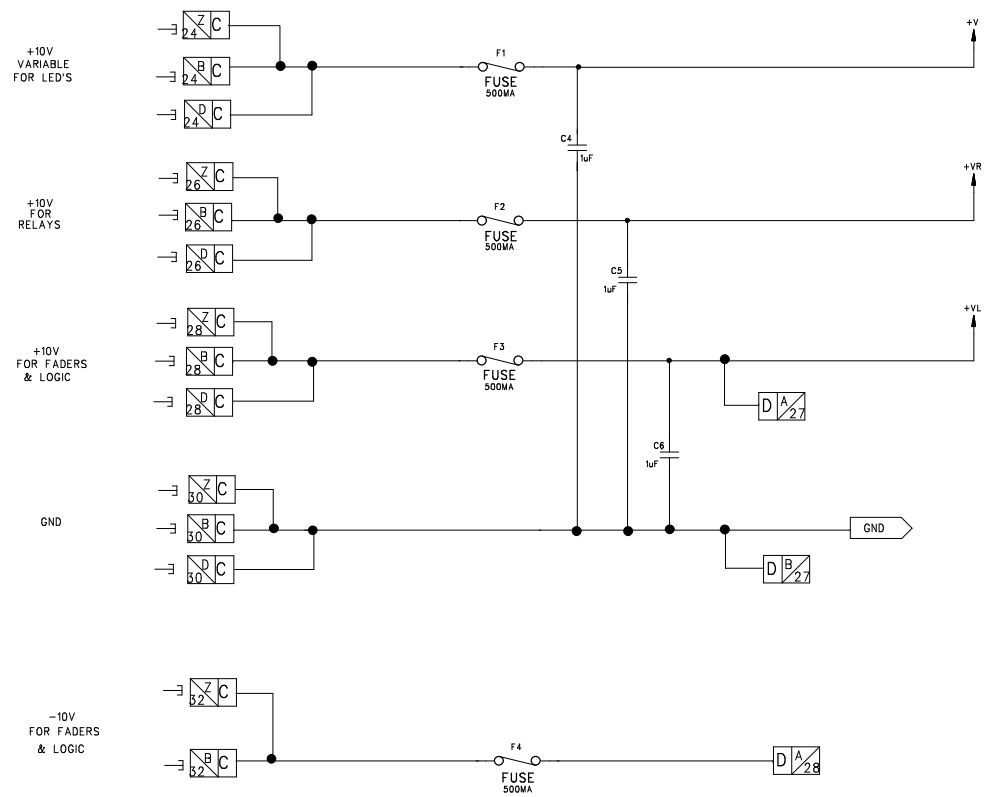 +10V
VARIABLE
FOR LED'S
Z
24
C
B
24
C
D
24
C
F1
FUSE
500MA
+V
C4
1uF
+10V
FOR
RELAYS
Z
26
C
B
26
C
D
26
C
F2
FUSE
500MA
+VR
C5
1uF
+10V
FOR FADERS
& LOGIC
Z
28
C
B
28
C
D
28
C
F3
FUSE
500MA
+VL
D
A
27
C6
1uF
GND
Z
30
C
B
30
C
D
30
C
GND
D
B
27
-10V
FOR FADERS
& LOGIC
Z
32
C
B
32
C
F4
FUSE
500MA
D
A
28